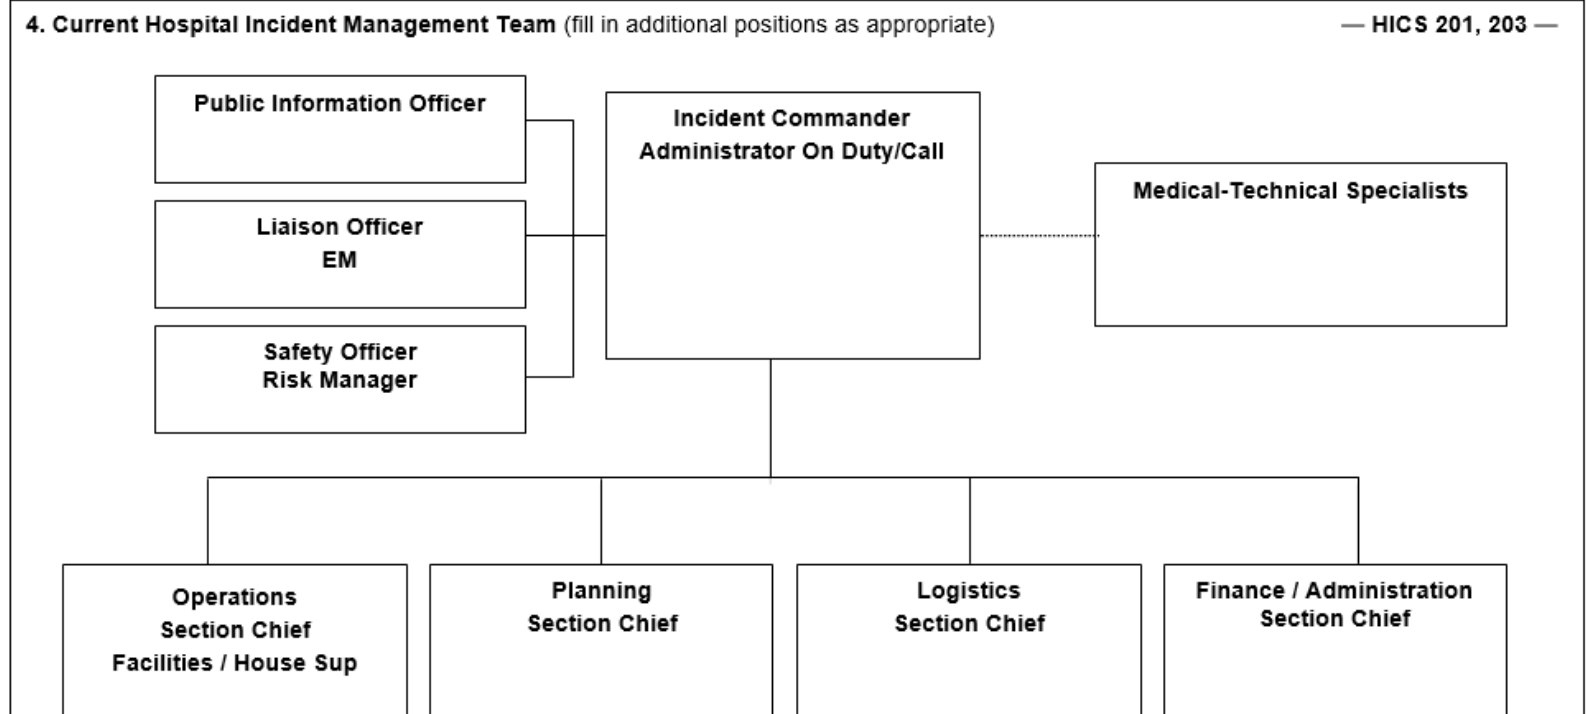 4. Current Hospital Incident Management Team (fill in additional positions as appropriate)
— HICS 201, 203 —
Public Information Officer
Incident Commander
Administrator On Duty/Call
Medical-Technical Specialists
Liaison Officer
EM
Safety Officer
Risk Manager
Operations
Section Chief
Facilities / House Sup
Planning
Section Chief
Logistics
Section Chief
Finance / Administration
Section Chief